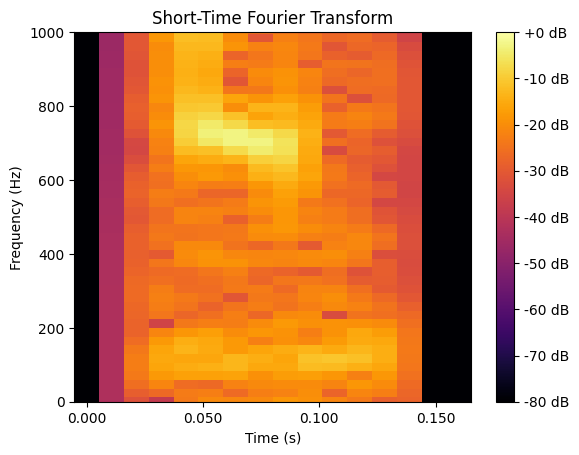 Short-Time Fourier Transform
1000
800
600
400
200
0
Frequency (Hz)
0.000
0.050
0.100
0.150
Time (s)
+0 dB
-10 dB
-20 dB
-30 dB
-40 dB
-50 dB
-60 dB
-70 dB
-80 dB